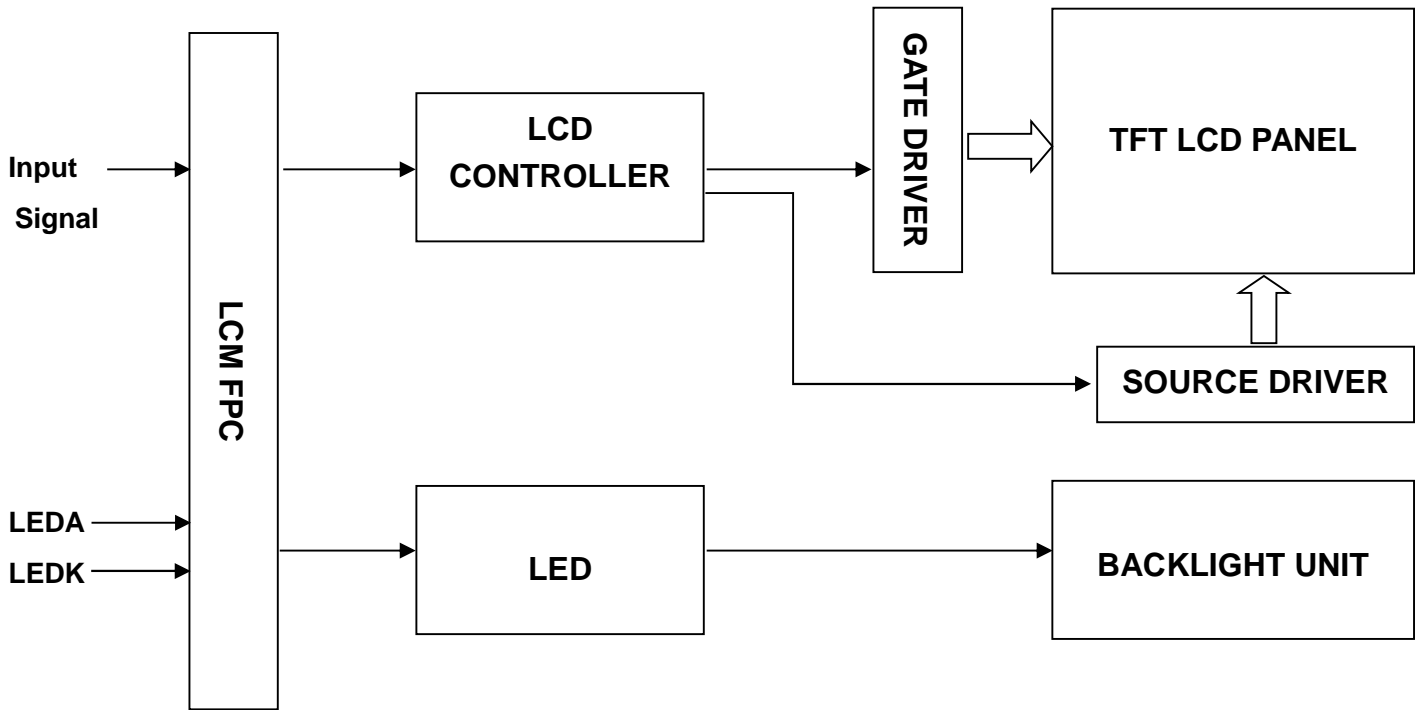 Input
Signal
LEDA
LEDK
LCM FPC
LCD
CONTROLLER
LED
GATE DRIVER
TFT LCD PANEL
SOURCE DRIVER
BACKLIGHT UNIT